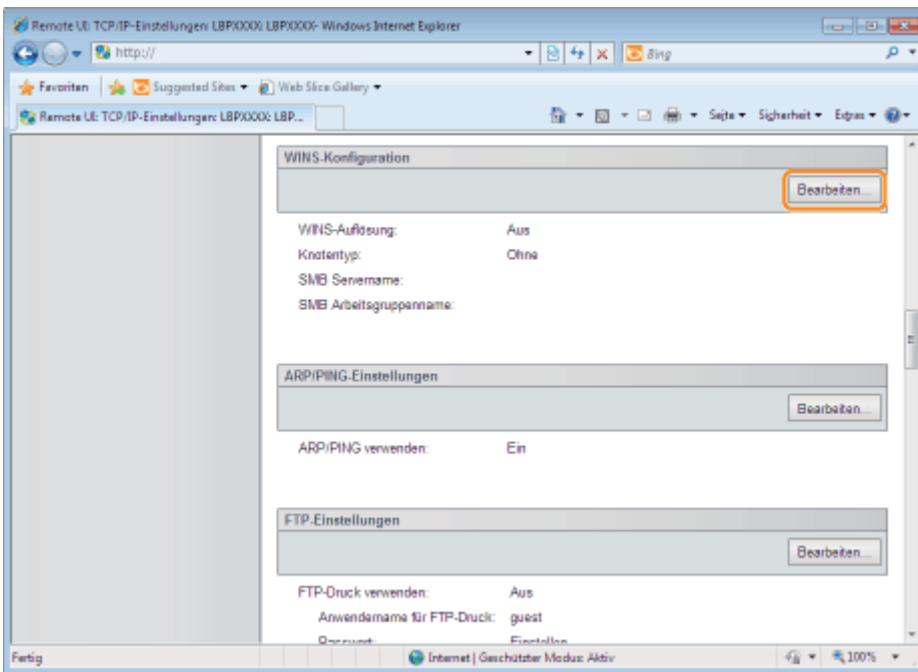 Remote UI: TCP/IP-Einstellungen: LBPXXXX: LBPXXXX- Windows Internet Explorer
http://
Bing
Favoriten Suggested Sites Web Slice Gallery
Remote UI: TCP/IP-Einstellungen: LBPXXXX: LBP... Seite Sicherheit Extras
WINS-Konfiguration
Bearbeiten...
WINS-Auflösung: Aus
Knotentyp: Ohne
SMB Servername:
SMB Arbeitsgruppenname:
ARP/PING-Einstellungen
Bearbeiten...
ARP/PING verwenden: Ein
FTP-Einstellungen
Bearbeiten...
FTP-Druck verwenden: Aus
Anwendername für FTP-Druck: guest
Passwort: Einstellen
Fertig Internet | Geschützter Modus: Aktiv 100%